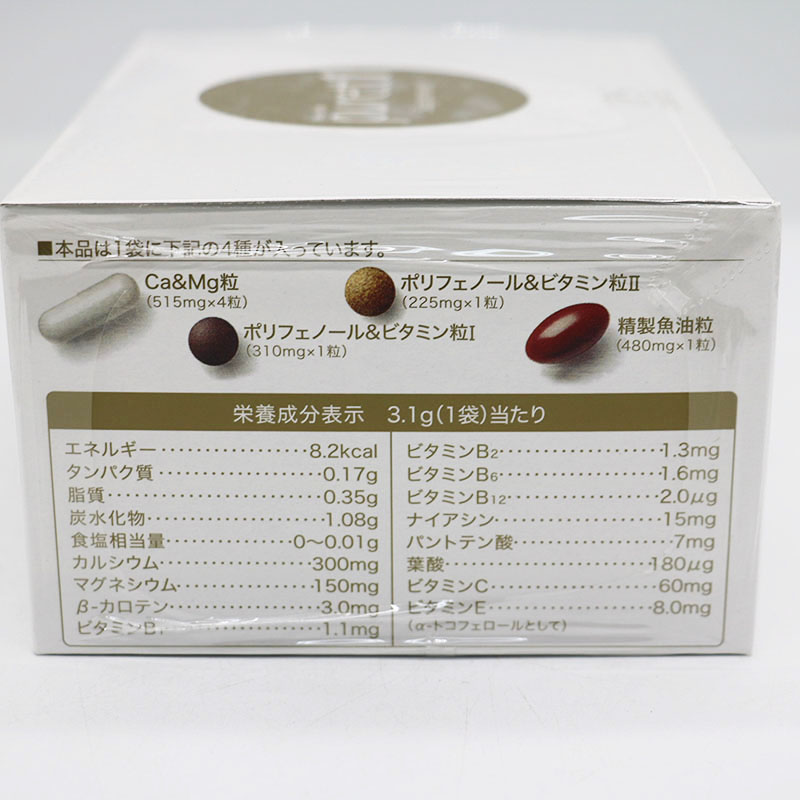 ■本品は1袋に下記の4種が入っています。
Ca&Mg粒
(515mg×4粒)
ポリフェノール&ビタミン粒II
(225mg×1粒)
ポリフェノール&ビタミン粒I
(310mg×1粒)
精製魚油粒
(480mg×1粒)
栄養成分表示 3.1g(1袋)当たり
エネルギー………………8.2kcal
タンパク質………………0.17g
脂質………………0.35g
炭水化物………………1.08g
食塩相当量………………0〜0.01g
カルシウム………………300mg
マグネシウム………………150mg
β-カロテン………………3.0mg
ビタミンB1………………1.1mg
ビタミンB2………………1.3mg
ビタミンB6………………1.6mg
ビタミンB12………………2.0μg
ナイアシン………………15mg
パントテン酸………………7mg
葉酸………………180μg
ビタミンC………………60mg
ビタミンE………………8.0mg
(α-トコフェロールとして)